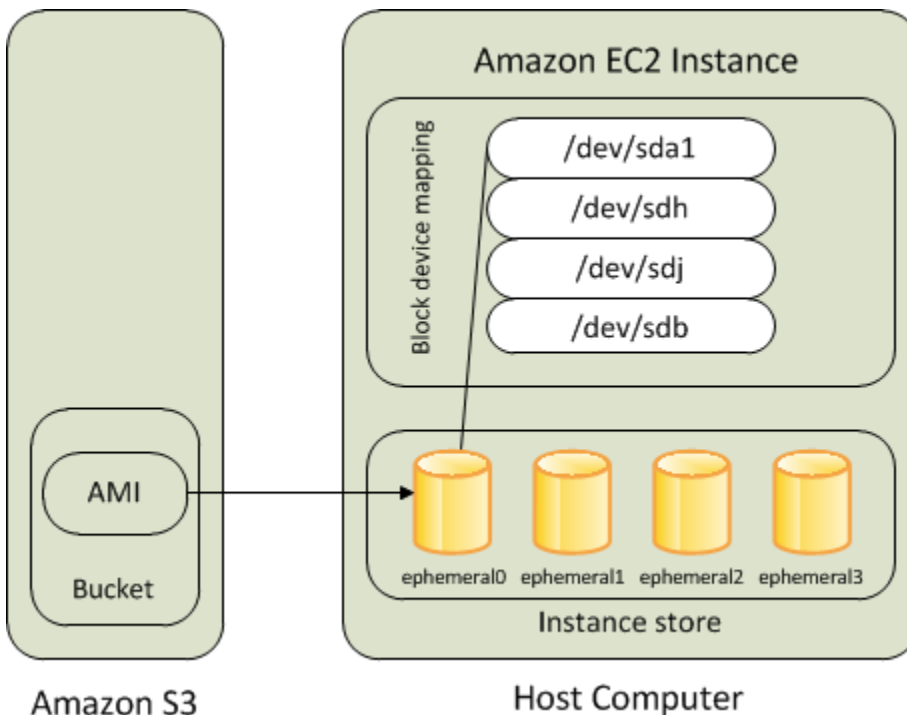 Amazon EC2 Instance
Block device mapping
/dev/sda1
/dev/sdh
/dev/sdj
/dev/sdb
AMI
Bucket
ephemeral0 ephemeral1 ephemeral2 ephemeral3
Instance store
Amazon S3
Host Computer